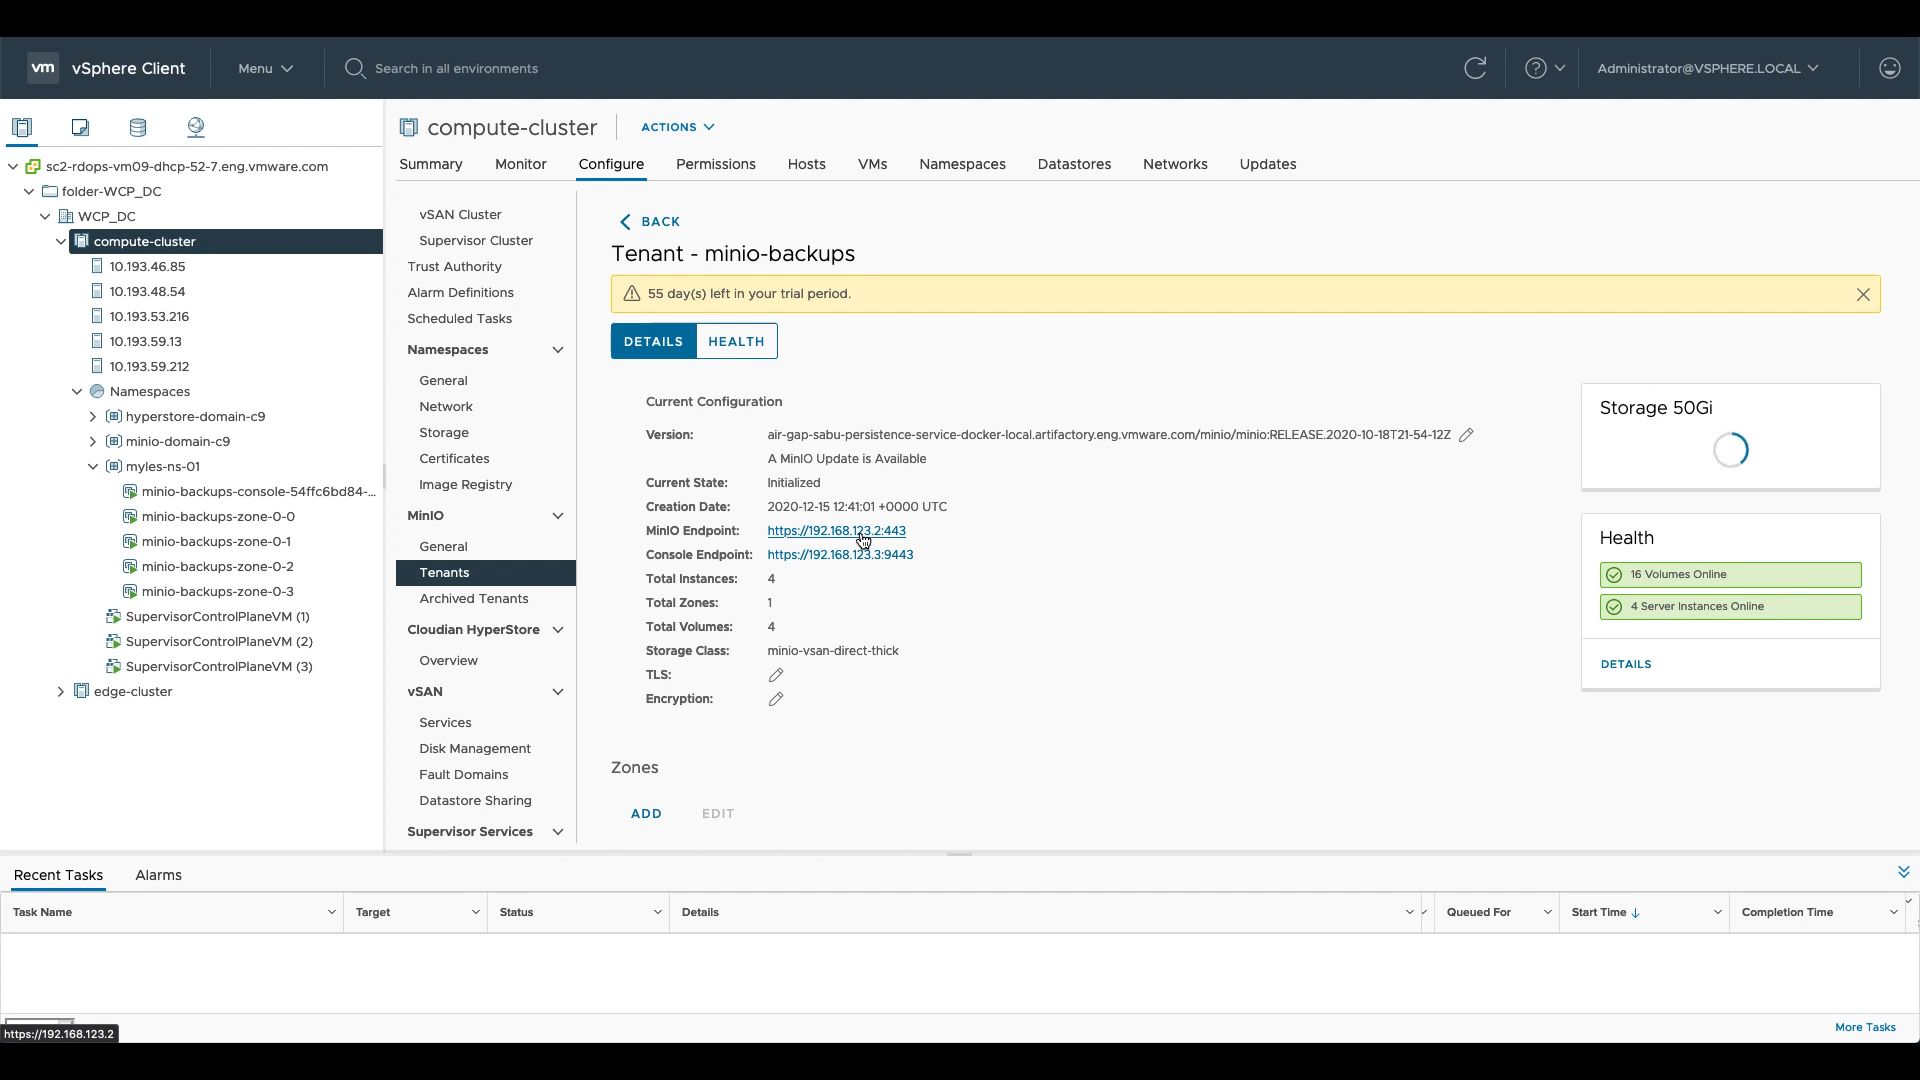 vm vSphere Client Menu Search in all environments Administrator@VSPHERE.LOCAL
sc2-rdops-vm09-dhcp-52-7.eng.vmware.com
folder-WCP_DC
WCP_DC
compute-cluster
10.193.46.85
10.193.48.54
10.193.53.216
10.193.59.13
10.193.59.212
Namespaces
hyperstore-domain-c9
minio-domain-c9
myles-ns-01
minio-backups-console-54ffc6bd84-...
minio-backups-zone-0-0
minio-backups-zone-0-1
minio-backups-zone-0-2
minio-backups-zone-0-3
SupervisorControlPlaneVM (1)
SupervisorControlPlaneVM (2)
SupervisorControlPlaneVM (3)
edge-cluster
compute-cluster ACTIONS
Summary Monitor Configure Permissions Hosts VMs Namespaces Datastores Networks Updates
vSAN Cluster
Supervisor Cluster
Trust Authority
Alarm Definitions
Scheduled Tasks
Namespaces
General
Network
Storage
Certificates
Image Registry
MinIO
General
Tenants
Archived Tenants
Cloudian HyperStore
Overview
vSAN
Services
Disk Management
Fault Domains
Datastore Sharing
Supervisor Services
BACK
Tenant - minio-backups
55 day(s) left in your trial period.
DETAILS HEALTH
Current Configuration
Version: air-gap-sabu-persistence-service-docker-local.artifactory.eng.vmware.com/minio/minio:RELEASE.2020-10-18T21-54-12Z
A MinIO Update is Available
Current State: Initialized
Creation Date: 2020-12-15 12:41:01 +0000 UTC
MinIO Endpoint: https://192.168.123.2:443
Console Endpoint: https://192.168.123.3:9443
Total Instances: 4
Total Zones: 1
Total Volumes: 4
Storage Class: minio-vsan-direct-thick
TLS:
Encryption:
Zones
ADD EDIT
Storage 50Gi
Health
16 Volumes Online
4 Server Instances Online
DETAILS
Recent Tasks Alarms
Task Name Target Status Details Queued For Start Time Completion Time
More Tasks
https://192.168.123.2